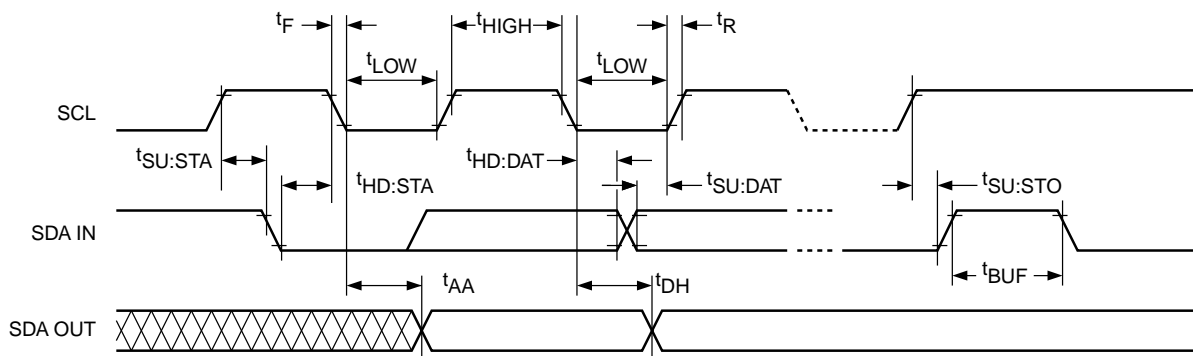 tF
tHIGH
tR
tLOW
tLOW
SCL
tSU:STA
tHD:DAT
tHD:STA
tSU:DAT
tSU:STO
SDA IN
tAA
tDH
tBUF
SDA OUT